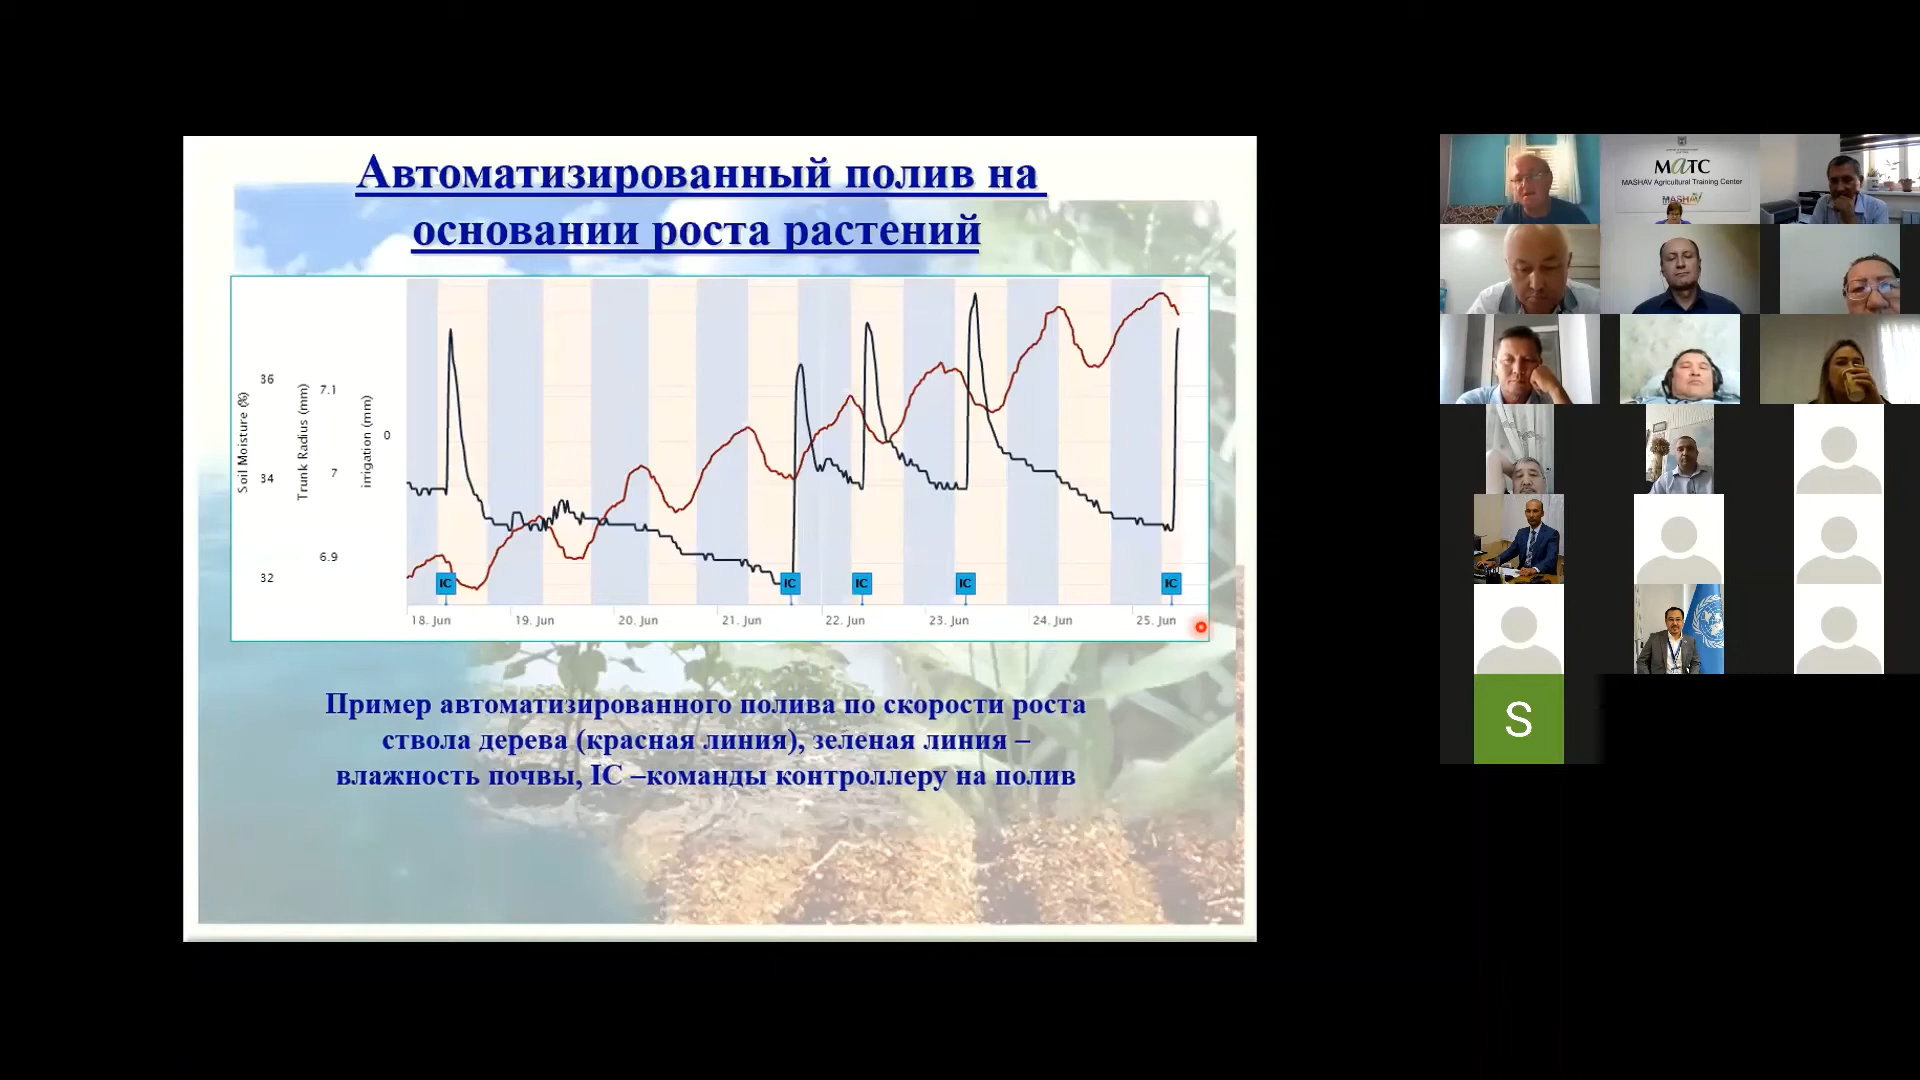 Автоматизированный полив на
основании роста растений
Soil Moisture (%)
36
34
32
Trunk Radius (mm)
7.1
7
6.9
irrigation (mm)
0
IC
IC
IC
IC
IC
18. Jun
19. Jun
20. Jun
21. Jun
22. Jun
23. Jun
24. Jun
25. Jun
Пример автоматизированного полива по скорости роста
ствола дерева (красная линия), зеленая линия –
влажность почвы, IC –команды контроллеру на полив
MaTC
MASHAV Agricultural Training Center
MASHAV
S